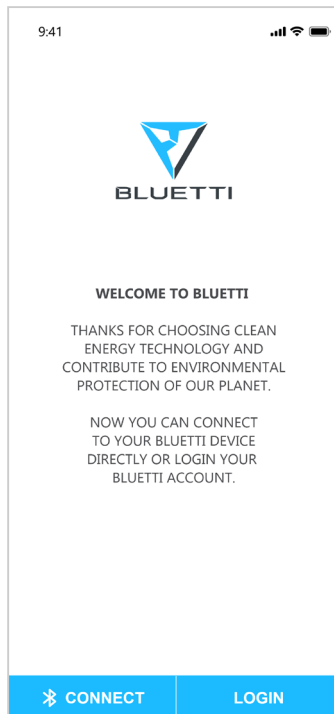 9:41
BLUETTI
WELCOME TO BLUETTI
THANKS FOR CHOOSING CLEAN
ENERGY TECHNOLOGY AND
CONTRIBUTE TO ENVIRONMENTAL
PROTECTION OF OUR PLANET.
NOW YOU CAN CONNECT
TO YOUR BLUETTI DEVICE
DIRECTLY OR LOGIN YOUR
BLUETTI ACCOUNT.
CONNECT
LOGIN